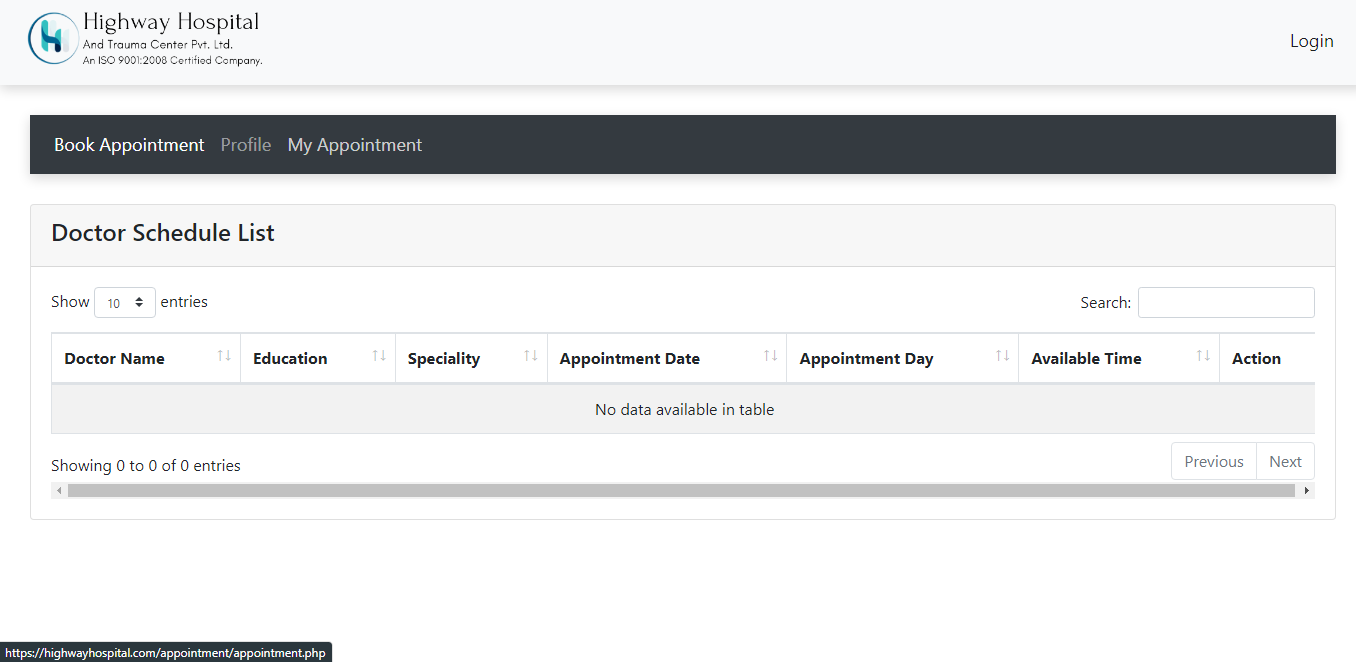 Highway Hospital
And Trauma Center Pvt. Ltd.
An ISO 9001:2008 Certified Company.
Login
Book Appointment Profile My Appointment
Doctor Schedule List
Show 10 entries Search:
Doctor Name Education Speciality Appointment Date Appointment Day Available Time Action
No data available in table
Showing 0 to 0 of 0 entries Previous Next
https://highwayhospital.com/appointment/appointment.php